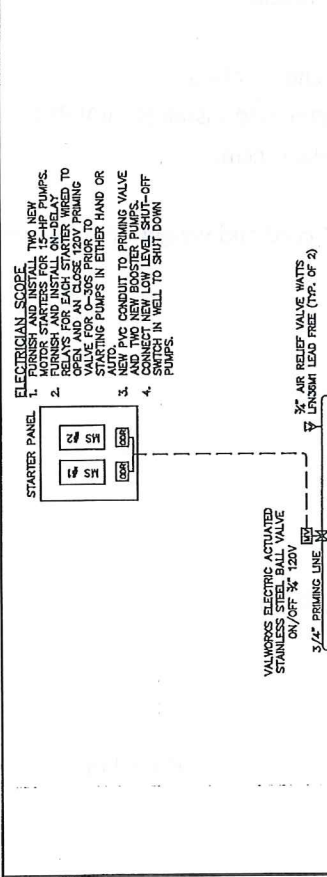 ELECTRICIAN SCOPE
1. FURNISH AND INSTALL TWO NEW
MOTOR STARTERS FOR 15-HP PUMPS.
2. FURNISH AND INSTALL ON-DELAY
RELAYS FOR EACH STARTER WIRED TO
OPEN AND AN CLOSE 120V PRIMING
VALVE FOR 0-30S PRIOR TO
STARTING PUMPS IN EITHER HAND OR
AUTO.
3. NEW PVC CONDUIT TO PRIMING VALVE
AND TWO NEW BOOSTER PUMPS.
4. CONNECT NEW LOW LEVEL SHUT-OFF
SWITCH IN WELL TO SHUT DOWN
PUMPS.
STARTER PANEL
MS #1
MS #2
ODR
ODR
VALWORXS ELECTRIC ACTUATED
STAINLESS STEEL BALL VALVE
ON/OFF ¾" 120V
MV
3/4" PRIMING LINE
¾" AIR RELIEF VALVE WATTS
LFN36M1 LEAD FREE (TYP. OF 2)